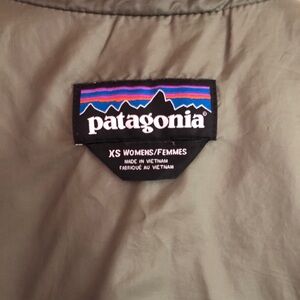 patagonia®
XS WOMENS/FEMMES
MADE IN VIETNAM
FABRIQUÉ AU VIETNAM